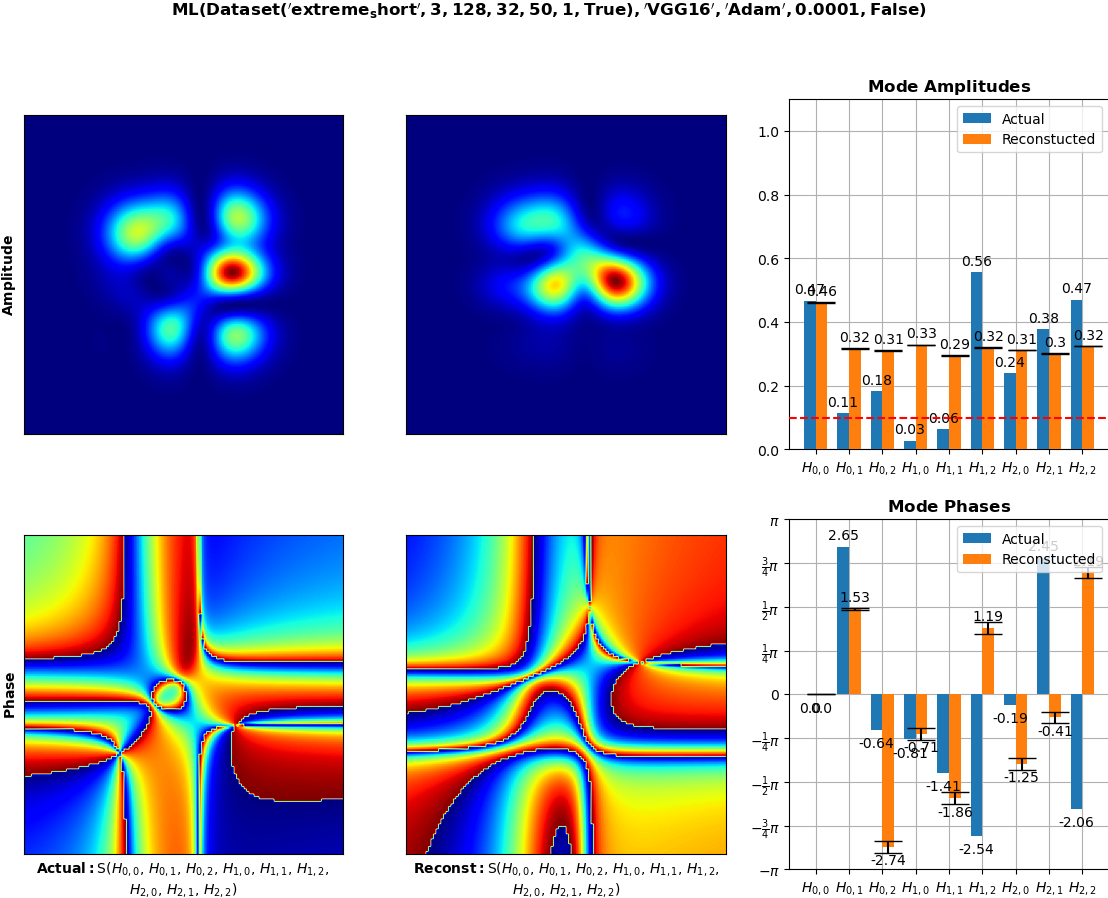 ML(Dataset('extreme_short', 3, 128, 32, 50, 1, True), 'VGG16', 'Adam', 0.0001, False)
Mode Amplitudes
Actual
Reconstucted
1.0
0.8
0.6
0.4
0.2
0.0
0.47
0.46
0.11
0.32
0.18
0.31
0.03
0.33
0.06
0.29
0.56
0.32
0.24
0.31
0.38
0.3
0.47
0.32
H0,0 H0,1 H0,2 H1,0 H1,1 H1,2 H2,0 H2,1 H2,2
Amplitude
Mode Phases
Actual
Reconstucted
π
3/4π
1/2π
1/4π
0
−1/4π
−1/2π
−3/4π
−π
0.0
2.65
1.53
-0.64
-2.74
-0.81
-0.71
-1.41
-1.86
-2.54
1.19
-0.19
-1.25
2.45
-0.41
-2.06
H0,0 H0,1 H0,2 H1,0 H1,1 H1,2 H2,0 H2,1 H2,2
Phase
Actual: S(H0,0, H0,1, H0,2, H1,0, H1,1, H1,2,
H2,0, H2,1, H2,2)
Reconst: S(H0,0, H0,1, H0,2, H1,0, H1,1, H1,2,
H2,0, H2,1, H2,2)